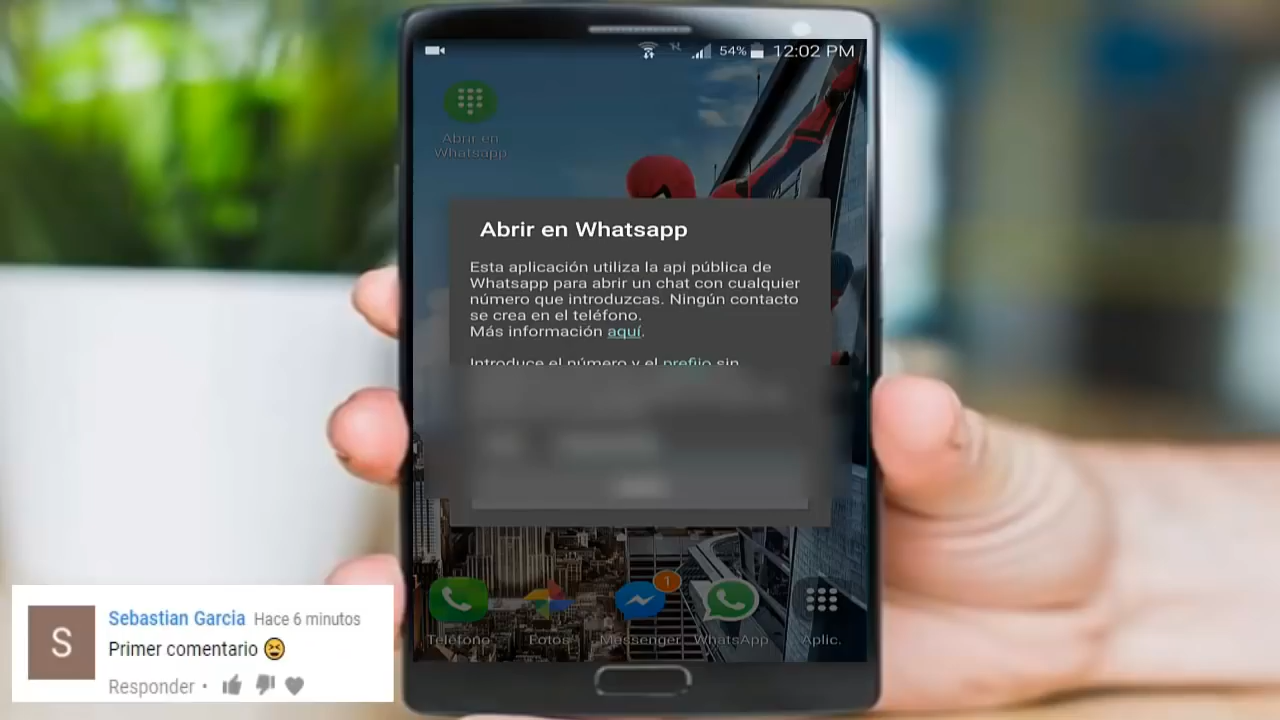 54% 12:02 PM
Abrir en
Whatsapp
Abrir en Whatsapp
Esta aplicación utiliza la api pública de
Whatsapp para abrir un chat con cualquier
número que introduzcas. Ningún contacto
se crea en el teléfono.
Más información aquí.
Introduce el número y el prefijo sin
1
Teléfono
Fotos
Messenger
WhatsApp
Aplic.
S
Sebastian Garcia Hace 6 minutos
Primer comentario 😆
Responder •